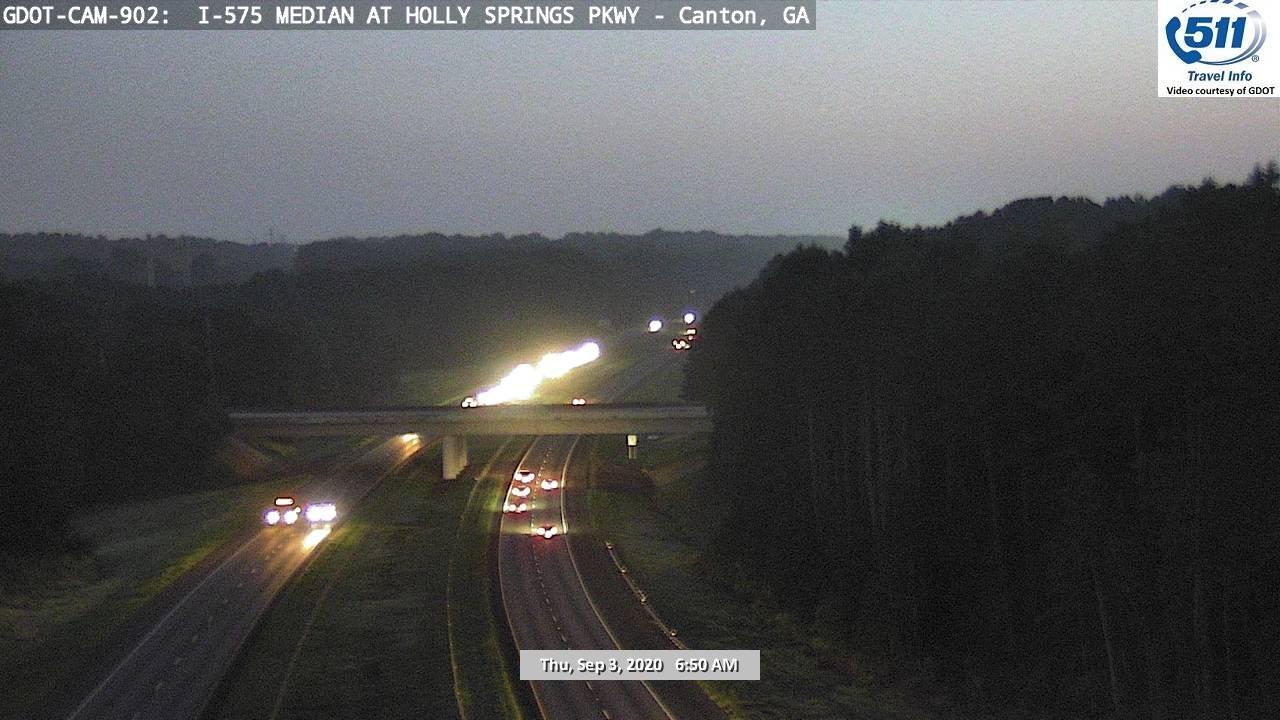 GDOT-CAM-902: I-575 MEDIAN AT HOLLY SPRINGS PKWY - Canton, GA
511
®
Travel Info
Video courtesy of GDOT
Thu, Sep 3, 2020 6:50 AM